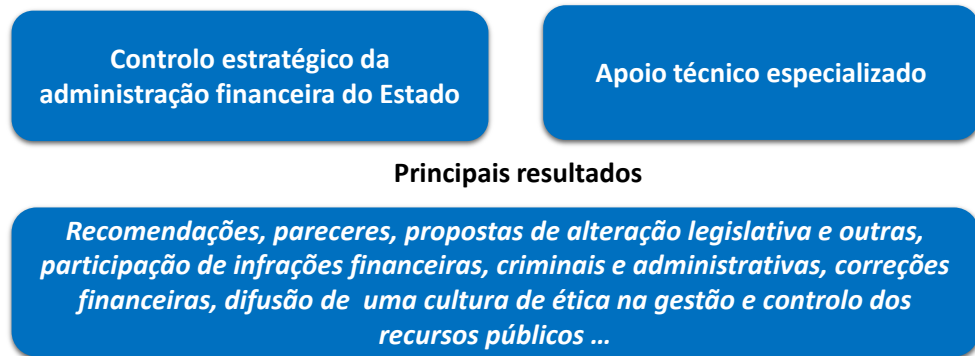 Controlo estratégico da
administração financeira do Estado
Apoio técnico especializado
Principais resultados
Recomendações, pareceres, propostas de alteração legislativa e outras,
participação de infrações financeiras, criminais e administrativas, correções
financeiras, difusão de uma cultura de ética na gestão e controlo dos
recursos públicos …